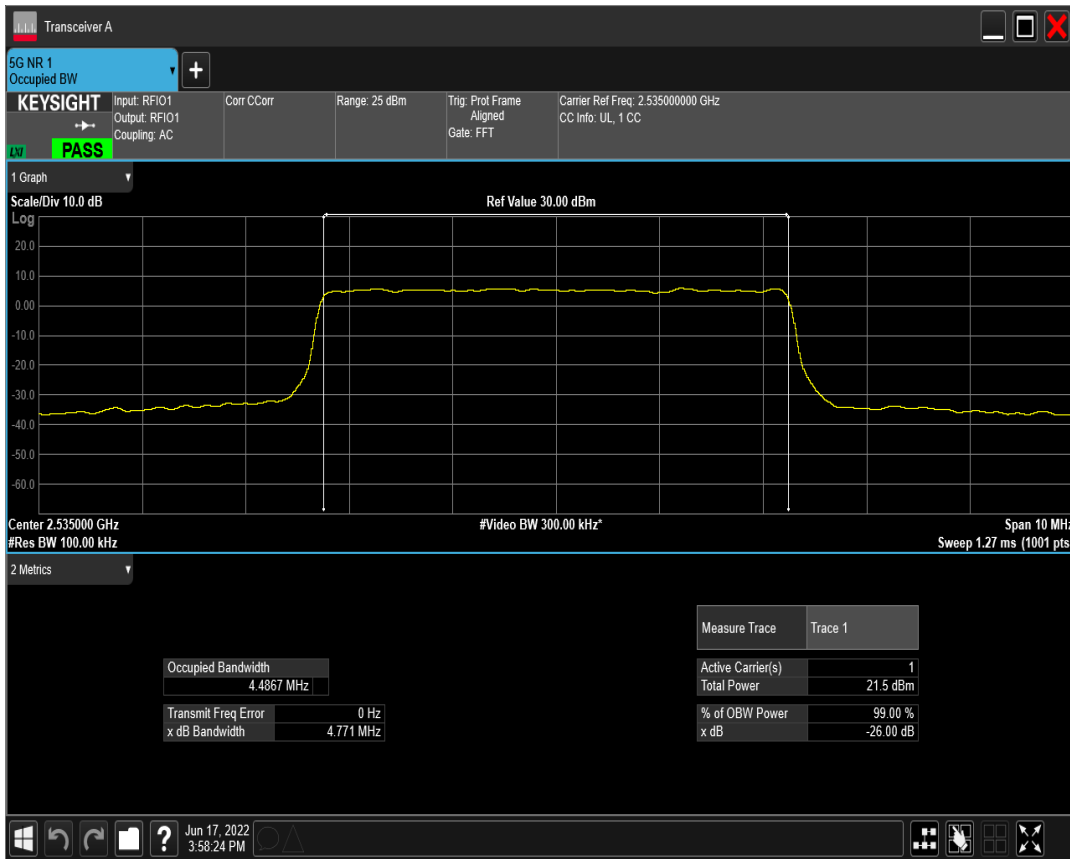 Transceiver A
5G NR 1
Occupied BW
+
KEYSIGHT
LXI
PASS
Input: RFIO1
Output: RFIO1
Coupling: AC
Corr CCorr
Range: 25 dBm
Trig: Prot Frame
Aligned
Gate: FFT
Carrier Ref Freq: 2.535000000 GHz
CC Info: UL, 1 CC
1 Graph
Scale/Div 10.0 dB
Ref Value 30.00 dBm
Log
20.0
10.0
0.00
-10.0
-20.0
-30.0
-40.0
-50.0
-60.0
Center 2.535000 GHz
#Video BW 300.00 kHz*
Span 10 MHz
#Res BW 100.00 kHz
Sweep 1.27 ms (1001 pts
2 Metrics
Measure Trace Trace 1
Occupied Bandwidth
4.4867 MHz
Active Carrier(s) 1
Total Power 21.5 dBm
Transmit Freq Error 0 Hz
x dB Bandwidth 4.771 MHz
% of OBW Power 99.00 %
x dB -26.00 dB
?
Jun 17, 2022
3:58:24 PM